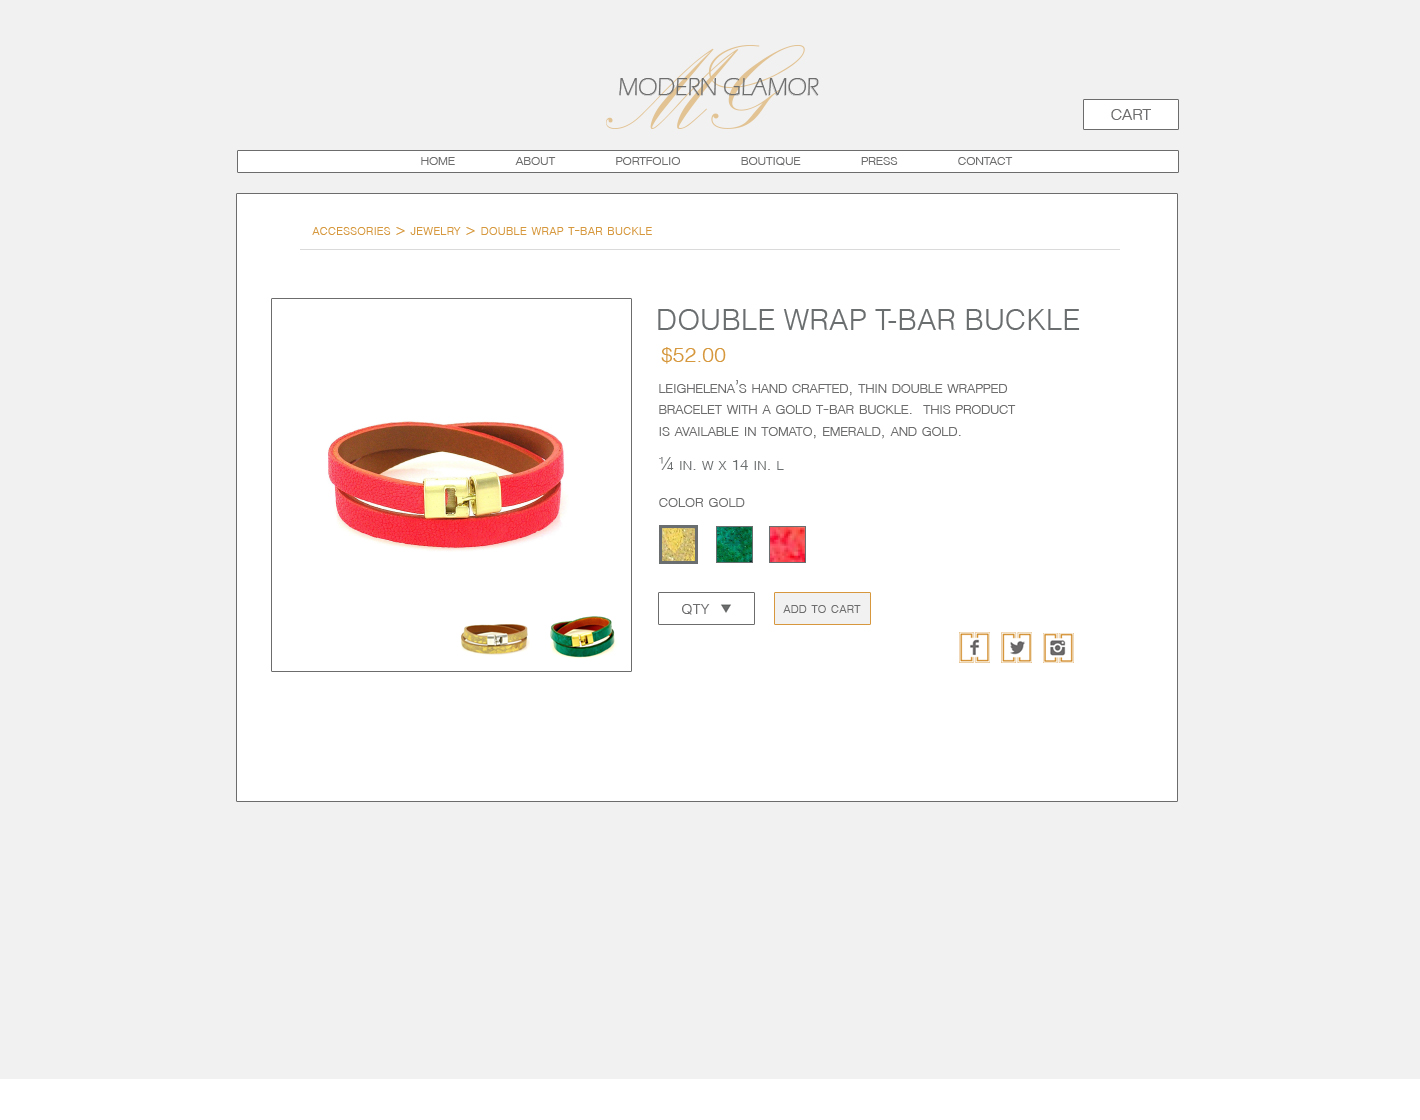 MG
MODERN GLAMOR
CART
HOME ABOUT PORTFOLIO BOUTIQUE PRESS CONTACT
ACCESSORIES > JEWELRY > DOUBLE WRAP T-BAR BUCKLE
DOUBLE WRAP T-BAR BUCKLE
$52.00
LEIGHELENA’S HAND CRAFTED, THIN DOUBLE WRAPPED
BRACELET WITH A GOLD T-BAR BUCKLE. THIS PRODUCT
IS AVAILABLE IN TOMATO, EMERALD, AND GOLD.
¼ IN. W X 14 IN. L
COLOR GOLD
QTY ▼
ADD TO CART